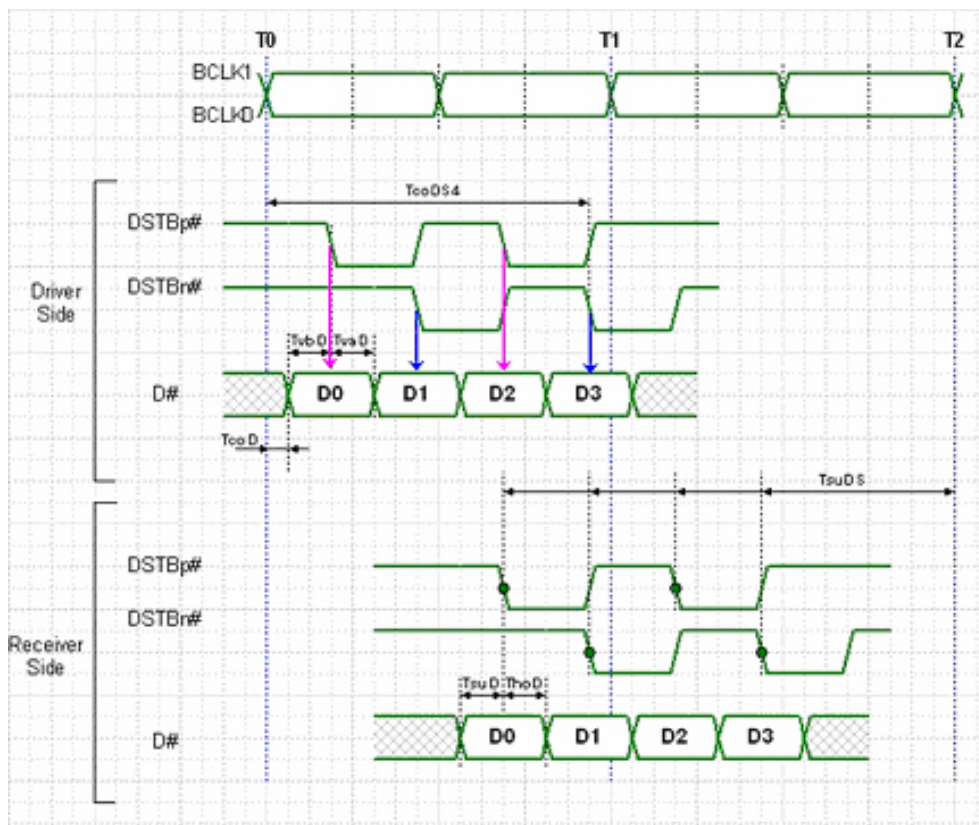 T0 T1 T2
BCLK1
BCLK0
TcoDS4
DSTBp#
DSTBn#
Driver
Side
TvbD TvaD
D# D0 D1 D2 D3
TcoD
TsuDS
DSTBp#
DSTBn#
Receiver
Side
TsuD ThoD
D# D0 D1 D2 D3